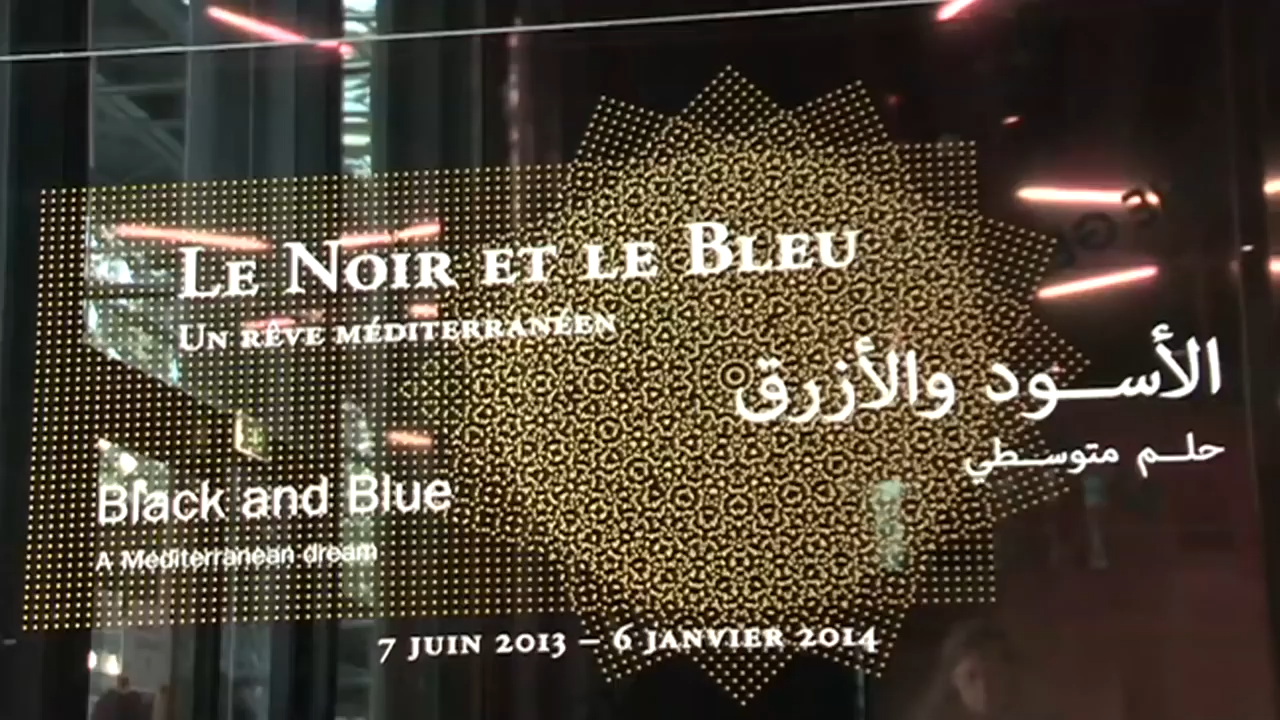 Le Noir et le Bleu
Un rêve méditerranéen
الأســود والأزرق
حلـم متوسـطي
Black and Blue
A Mediterranean dream
7 juin 2013 – 6 janvier 2014